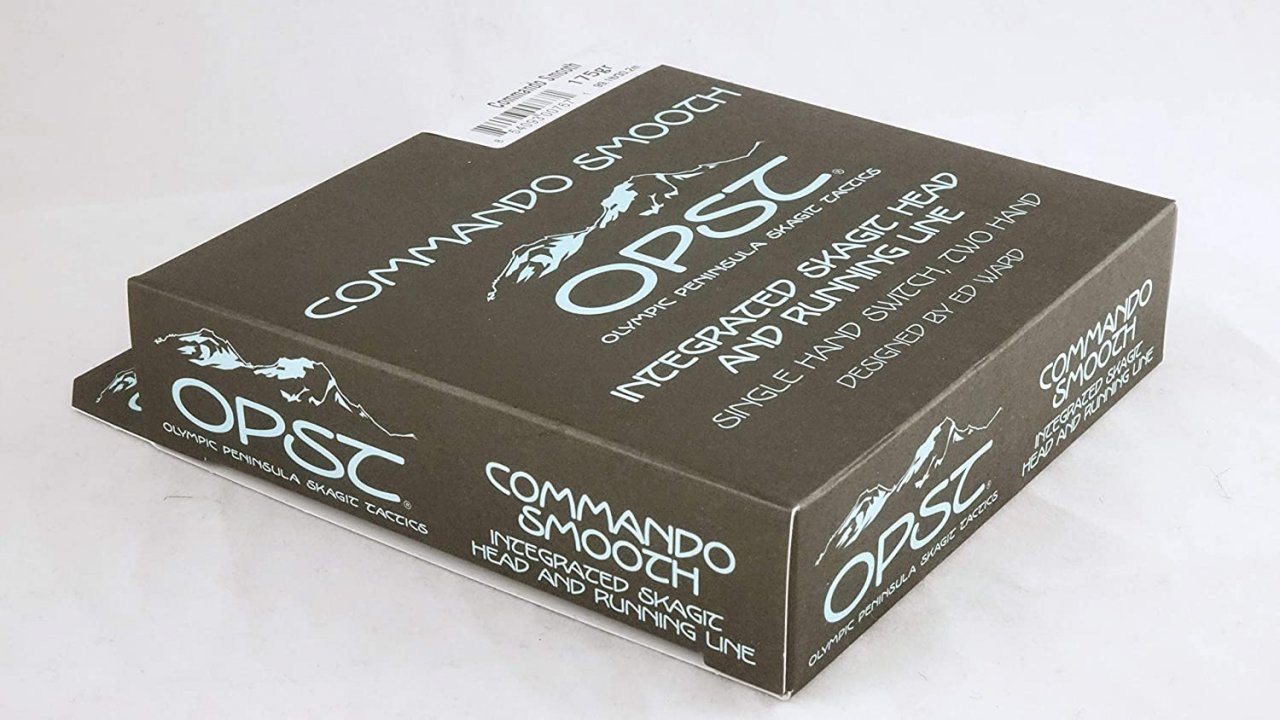 Commando Smooth
175gr
COMMANDO SMOOTH
OPST®
OLYMPIC PENINSULA SKAGIT TACTICS
INTEGRATED SKAGIT HEAD
AND RUNNING LINE
SINGLE HAND SWITCH, TWO HAND
DESIGNED BY ED WARD
OPST®
OLYMPIC PENINSULA SKAGIT TACTICS
COMMANDO
SMOOTH
INTEGRATED SKAGIT
HEAD AND RUNNING LINE
OPST
OLYMPIC PENINSULA SKAGIT TACTICS
COMMANDO
SMOOTH
INTEGRATED SKAGIT
HEAD AND RUNNING LINE